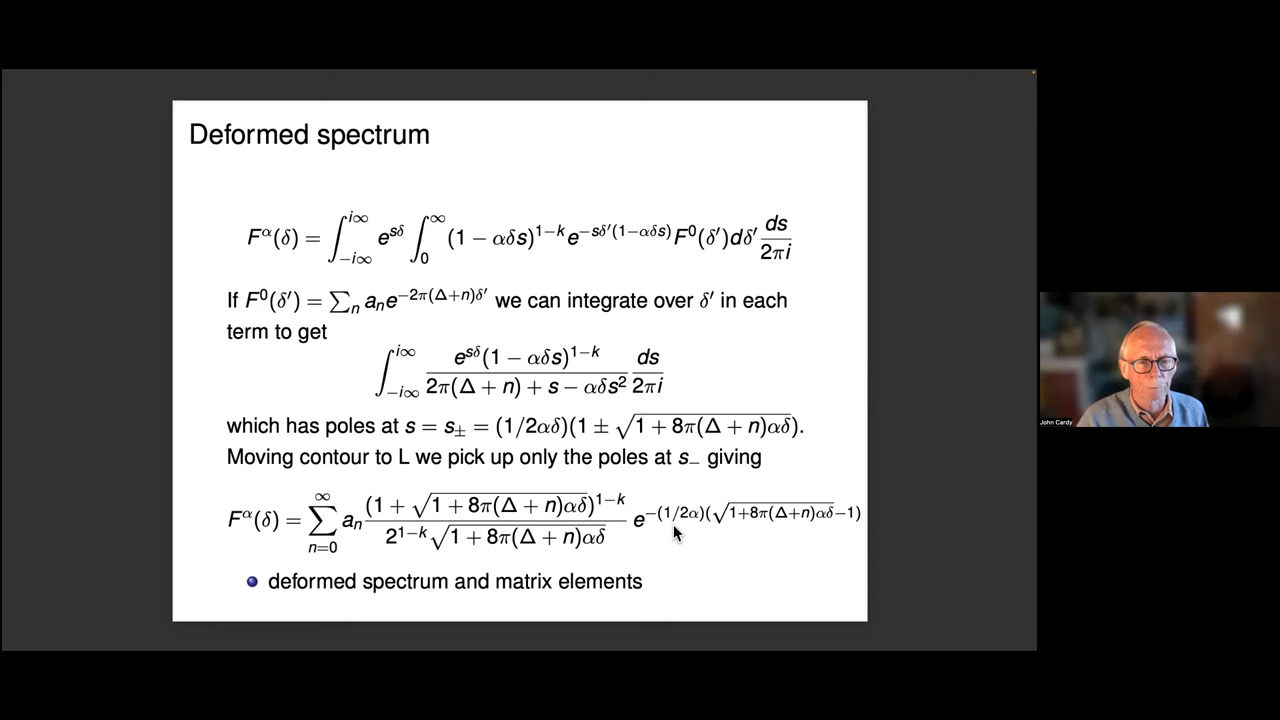 Deformed spectrum
F^α(δ) = ∫_{−i∞}^{i∞} e^{sδ} ∫_0^∞ (1 − αδs)^{1−k} e^{−sδ′(1−αδs)} F^0(δ′)dδ′ ds/2πi
If F^0(δ′) = ∑_n a_n e^{−2π(Δ+n)δ′} we can integrate over δ′ in each
term to get
∫_{−i∞}^{i∞} e^{sδ}(1 − αδs)^{1−k} / (2π(Δ + n) + s − αδs²) ds/2πi
which has poles at s = s_± = (1/2αδ)(1 ± √(1 + 8π(Δ + n)αδ)).
Moving contour to L we pick up only the poles at s_− giving
F^α(δ) = ∑_{n=0}^∞ a_n (1 + √(1 + 8π(Δ + n)αδ))^{1−k} / (2^{1−k}√(1 + 8π(Δ + n)αδ)) e^{−(1/2α)(√(1+8π(Δ+n)αδ)−1)}
• deformed spectrum and matrix elements
John Cardy